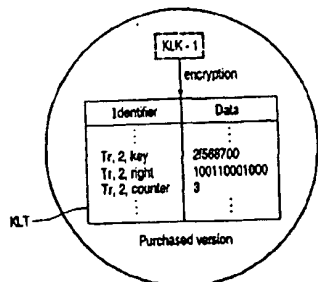 KLK - 1
encryption
Identifier Data
Tr, 2, key 2f568700
Tr, 2, right 100110001000
Tr, 2, counter 3
KLT
Purchased version